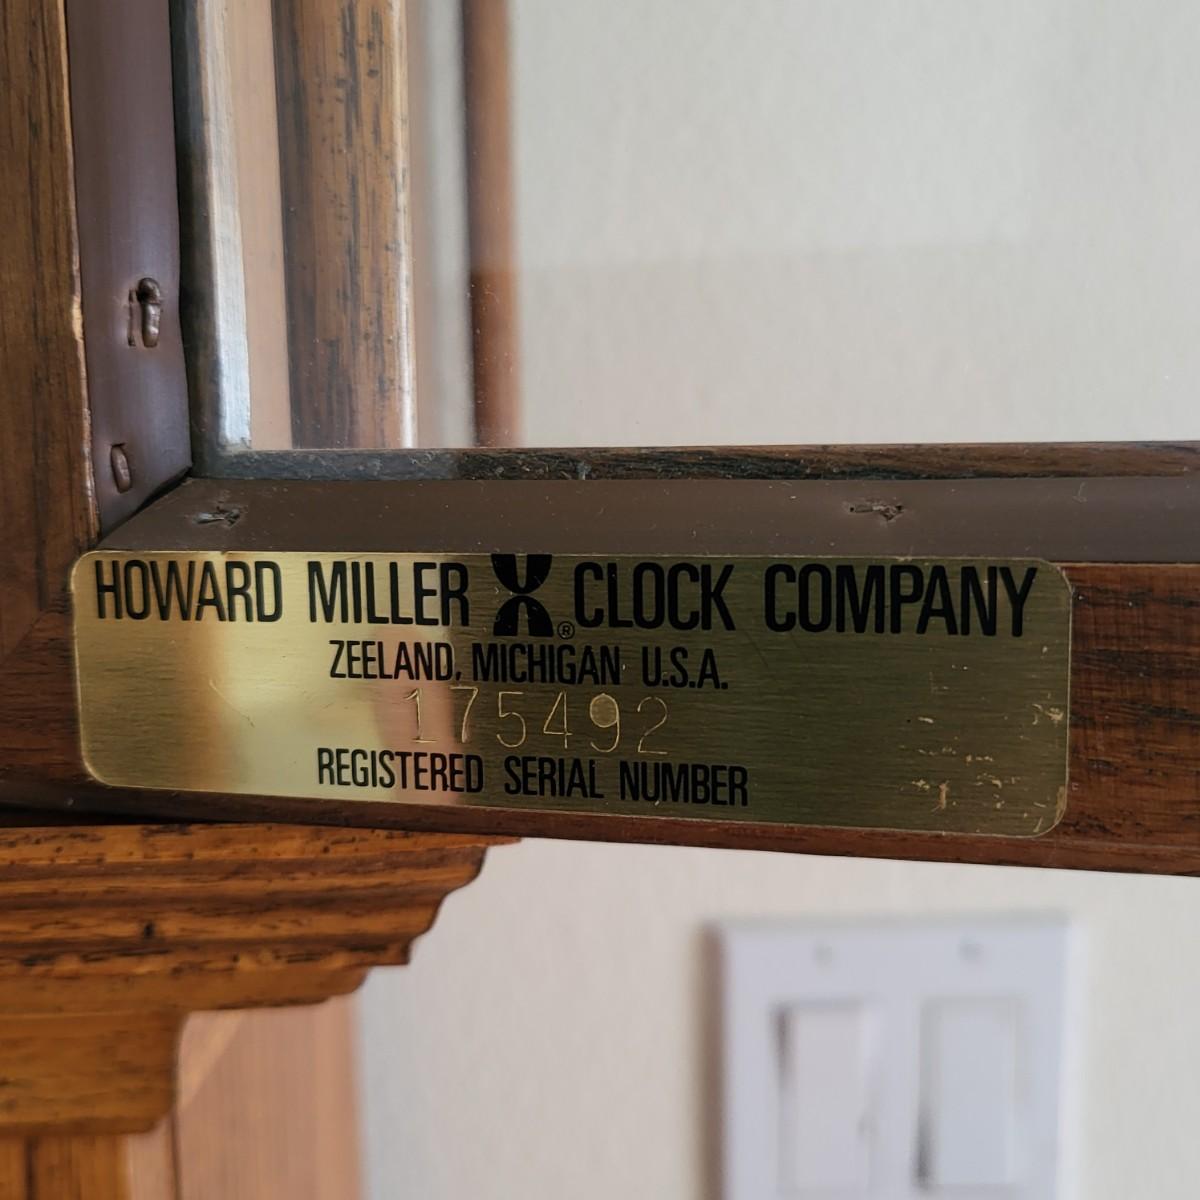 HOWARD MILLER ® CLOCK COMPANY
ZEELAND, MICHIGAN U.S.A.
175492
REGISTERED SERIAL NUMBER